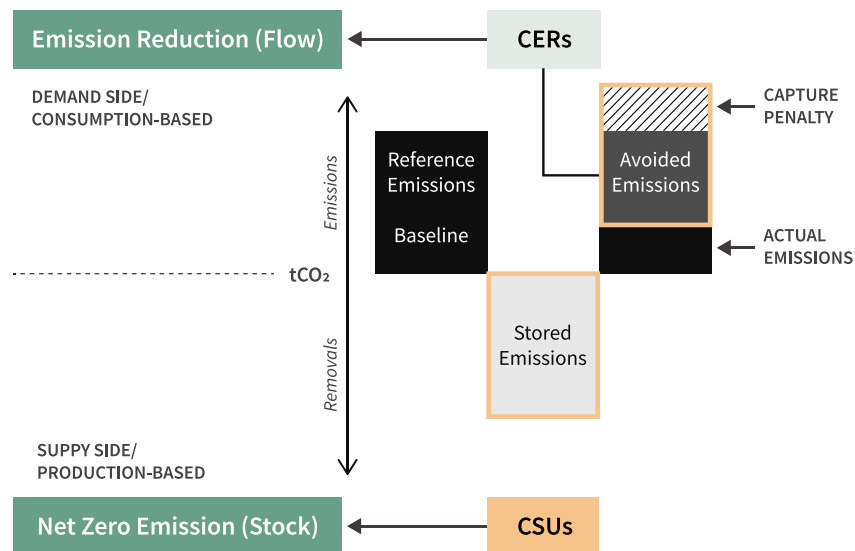 Emission Reduction (Flow)
CERs
DEMAND SIDE/
CONSUMPTION-BASED
CAPTURE
PENALTY
Emissions
Reference
Emissions
Baseline
Avoided
Emissions
ACTUAL
EMISSIONS
tCO₂
Removals
Stored
Emissions
SUPPY SIDE/
PRODUCTION-BASED
Net Zero Emission (Stock)
CSUs